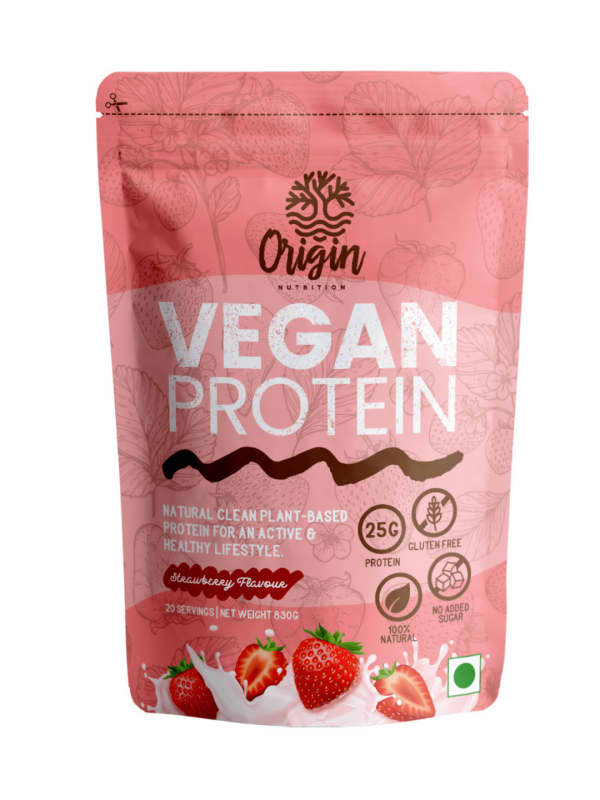 Origin
NUTRITION
VEGAN
PROTEIN
NATURAL CLEAN PLANT-BASED
PROTEIN FOR AN ACTIVE &
HEALTHY LIFESTYLE.
Strawberry Flavour
20 SERVINGS | NET WEIGHT 830G
25G
PROTEIN
GLUTEN FREE
100%
NATURAL
NO ADDED
SUGAR